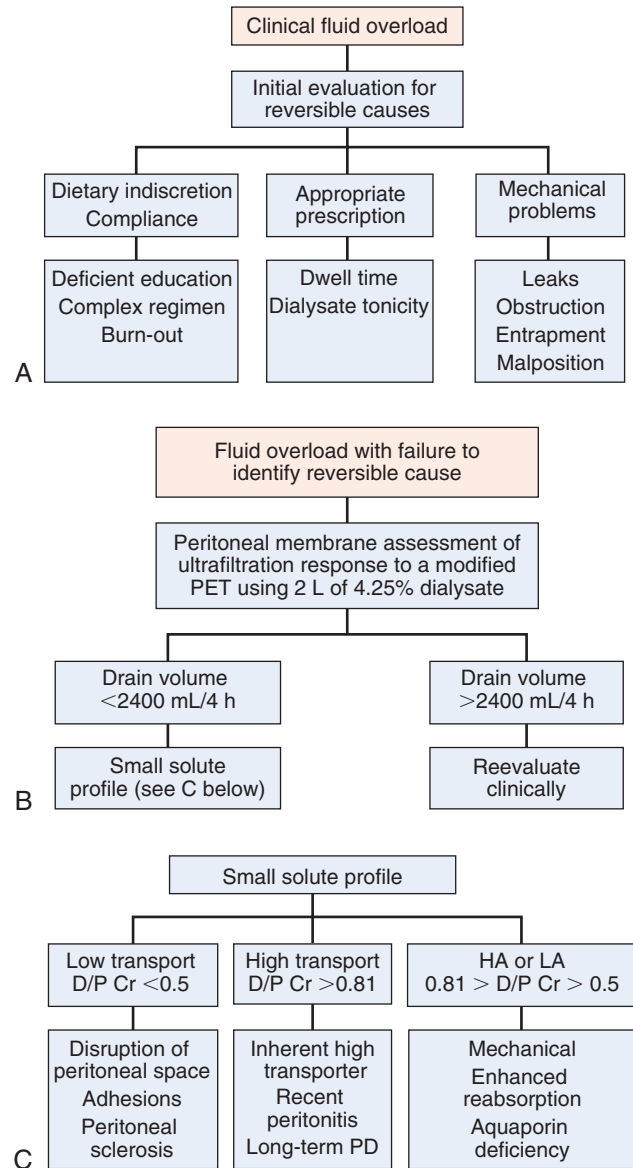 Clinical fluid overload
Initial evaluation for
reversible causes
Dietary indiscretion
Compliance
Appropriate
prescription
Mechanical
problems
Deficient education
Complex regimen
Burn-out
Dwell time
Dialysate tonicity
Leaks
Obstruction
Entrapment
Malposition
A
Fluid overload with failure to
identify reversible cause
Peritoneal membrane assessment of
ultrafiltration response to a modified
PET using 2 L of 4.25% dialysate
Drain volume
<2400 mL/4 h
Drain volume
>2400 mL/4 h
Small solute
profile (see C below)
Reevaluate
clinically
B
Small solute profile
Low transport
D/P Cr <0.5
High transport
D/P Cr >0.81
HA or LA
0.81 > D/P Cr > 0.5
Disruption of
peritoneal space
Adhesions
Peritoneal
sclerosis
Inherent high
transporter
Recent
peritonitis
Long-term PD
Mechanical
Enhanced
reabsorption
Aquaporin
deficiency
C